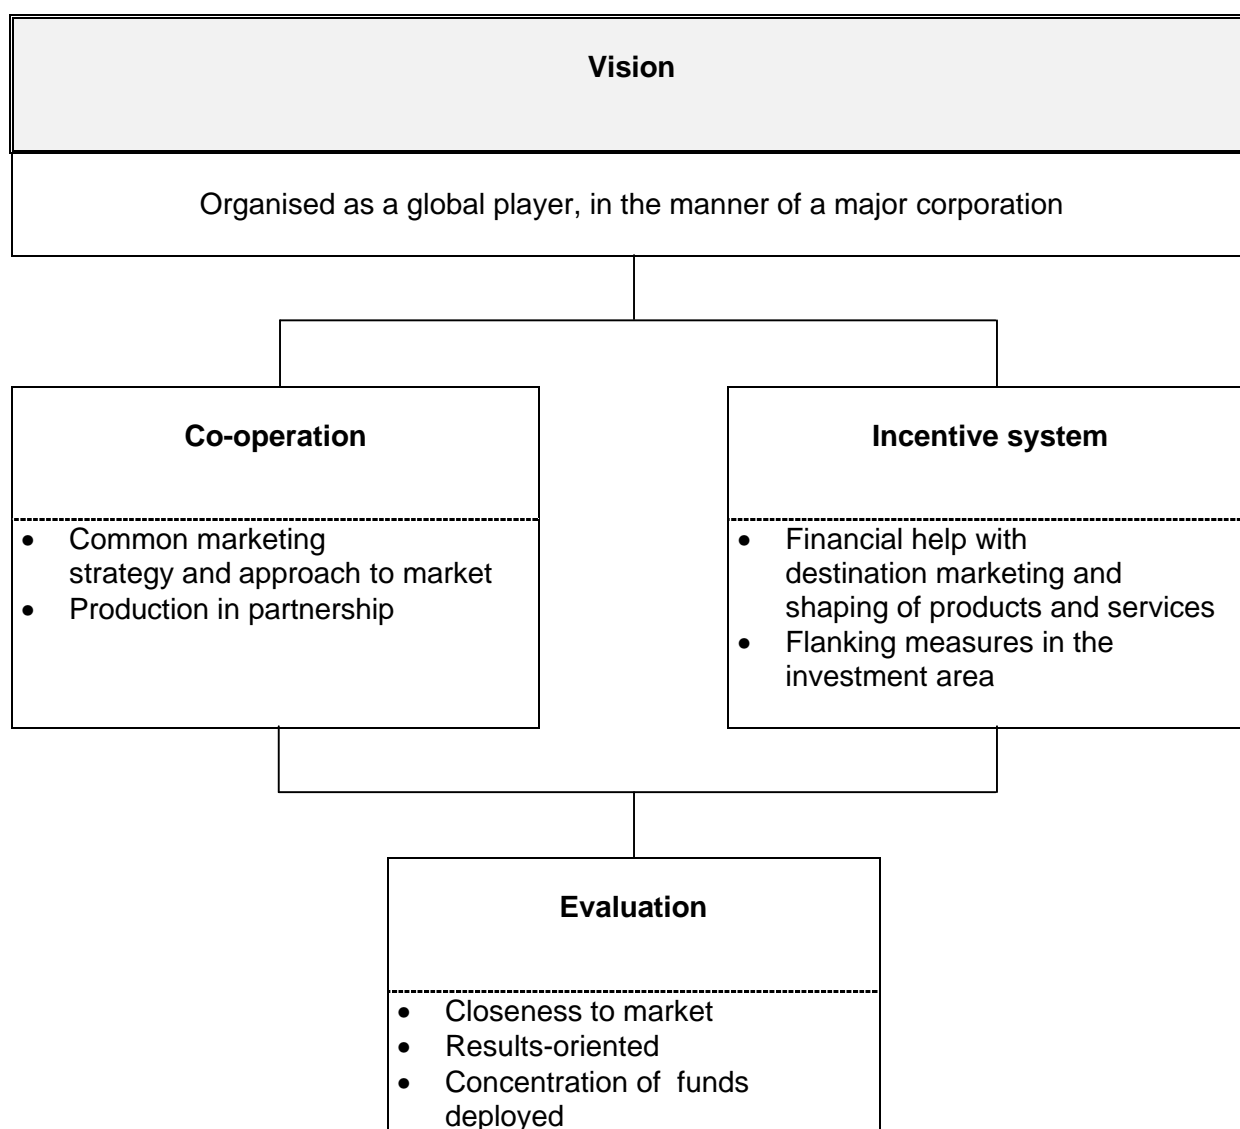 Vision
Organised as a global player, in the manner of a major corporation
Co-operation
• Common marketing
strategy and approach to market
• Production in partnership
Incentive system
• Financial help with
destination marketing and
shaping of products and services
• Flanking measures in the
investment area
Evaluation
• Closeness to market
• Results-oriented
• Concentration of  funds
deployed